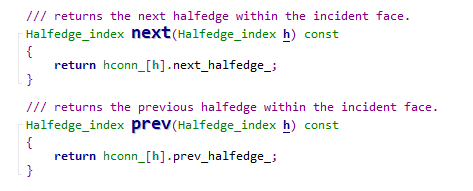 /// returns the next halfedge within the incident face.
Halfedge_index next(Halfedge_index h) const
{
return hconn_[h].next_halfedge_;
}
/// returns the previous halfedge within the incident face.
Halfedge_index prev(Halfedge_index h) const
{
return hconn_[h].prev_halfedge_;
}